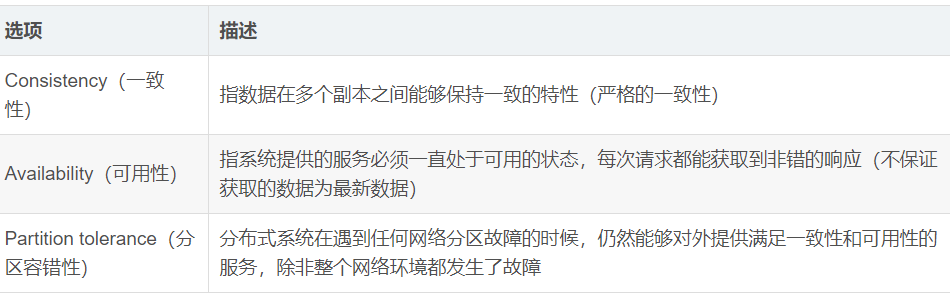 选项 描述
Consistency（一致
性） 指数据在多个副本之间能够保持一致的特性（严格的一致性）
Availability（可用性） 指系统提供的服务必须一直处于可用的状态，每次请求都能获取到非错的响应（不保证
获取的数据为最新数据）
Partition tolerance（分
区容错性） 分布式系统在遇到任何网络分区故障的时候，仍然能够对外提供满足一致性和可用性的
服务，除非整个网络环境都发生了故障